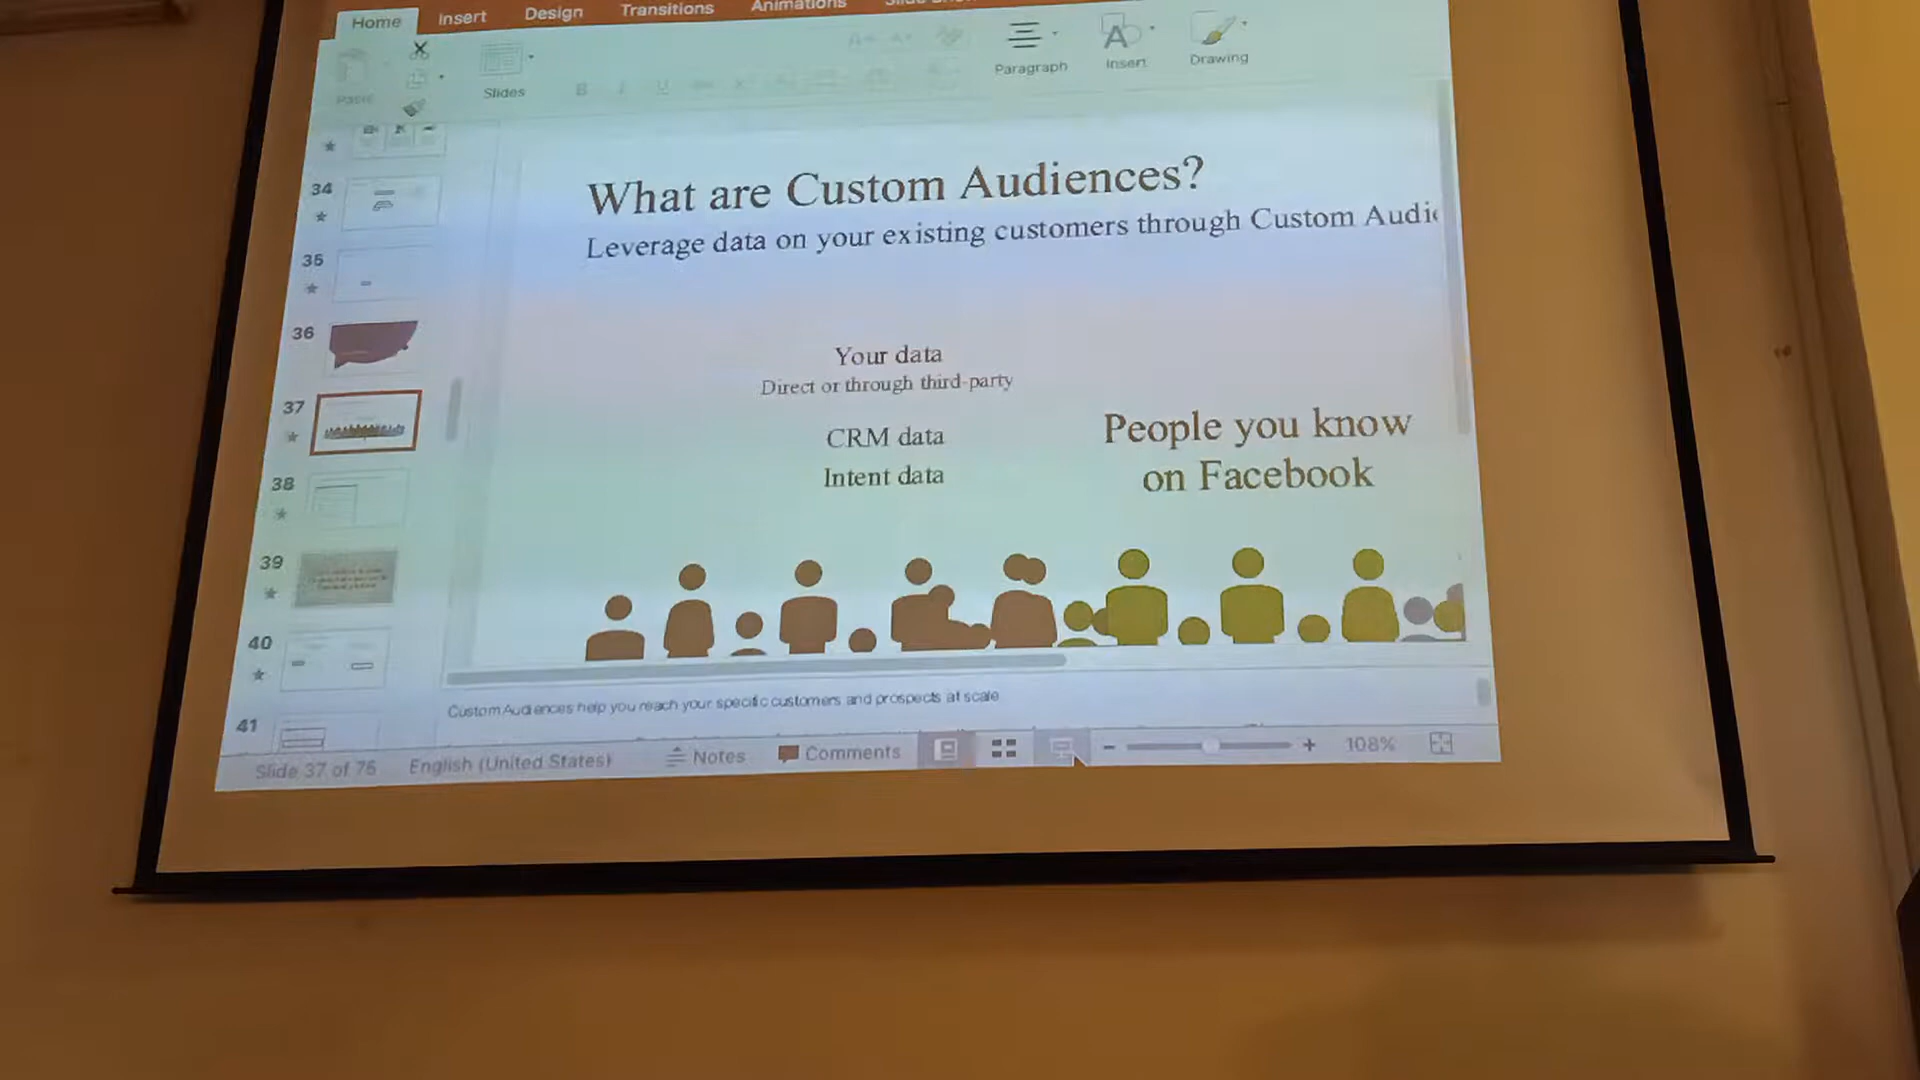 Home Insert Design Transitions Animations
Paste
Slides
Paragraph
Insert
Drawing
34
35
36
37
38
39
40
41
What are Custom Audiences?
Leverage data on your existing customers through Custom Audi
Your data
Direct or through third-party
CRM data
Intent data
People you know
on Facebook
Custom Audiences help you reach your specific customers and prospects at scale
Slide 37 of 75 English (United States) Notes Comments 108%